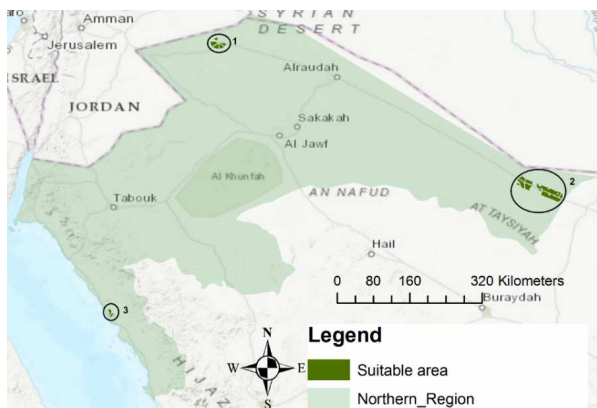 SYRIAN
DESERT
Amman
Jerusalem
ISRAEL
JORDAN
1
Alraudah
Sakakah
Al Jawf
Al Khunfah
Tabouk
AN NAFUD
2
AT TAYSIYAH
Hail
0 80 160 320 Kilometers
Buraydah
3
HIJAZ
N
W E
S
Legend
Suitable area
Northern_Region